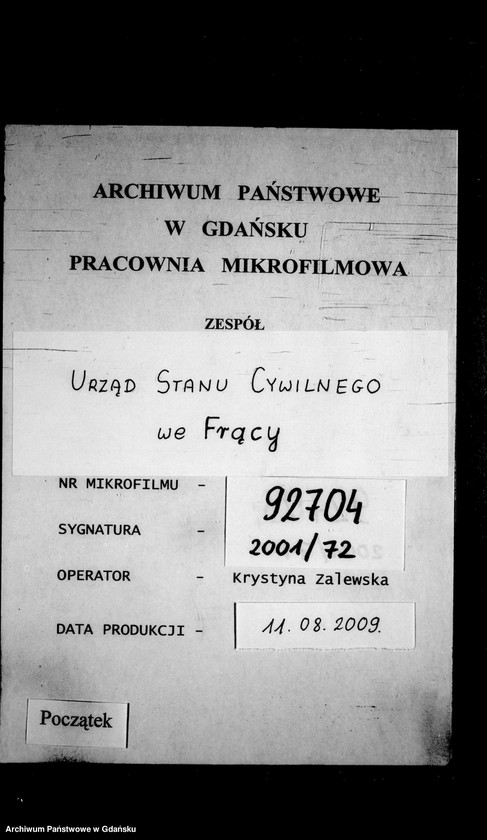 ARCHIWUM PAŃSTWOWE
W GDAŃSKU
PRACOWNIA MIKROFILMOWA
ZESPÓŁ
URZĄD STANU CYWILNEGO
we Frący
NR MIKROFILMU - 92704
SYGNATURA - 2001/72
OPERATOR - Krystyna Zalewska
DATA PRODUKCJI - 11.08.2009.
Początek
Archiwum Państwowe w Gdańsku